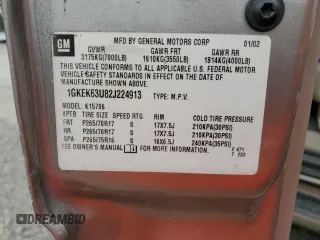 GM
MFD BY GENERAL MOTORS CORP 01/02
GVWR GAWR FRT GAWR RR
3175KG(7000LB) 1610KG(3550LB) 1814KG(4000LB)
THIS VEHICLE CONFORMS TO ALL APPLICABLE U.S. FEDERAL MOTOR
VEHICLE SAFETY STANDARDS IN EFFECT ON THE DATE OF
MANUFACTURE SHOWN ABOVE.
1GKEK63U82J224913 TYPE: M.P.V.
MODEL: K15706
KPTB TIRE SIZE SPEED RTG RIM COLD TIRE PRESSURE
FRT P265/70R17 S 17X7.5J 210KPA(30PSI)
RR P265/70R17 S 17X7.5J 210KPA(30PSI)
SPA P265/75R16 S 16X6.5J 240KPA(35PSI)
SEE OWNER'S MANUAL FOR MORE INFORMATION.
F 471
T 233
DREAMBID